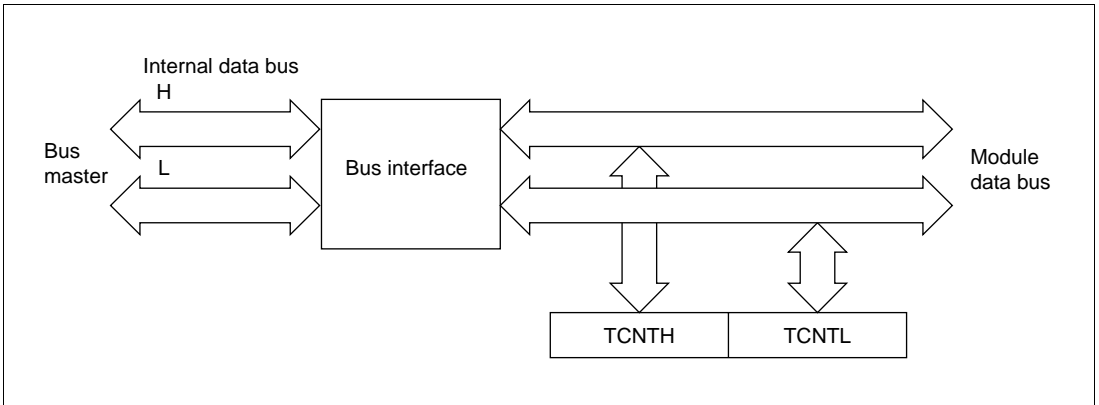 Internal data bus
H
Bus
master
L
Bus interface
Module
data bus
TCNTH
TCNTL